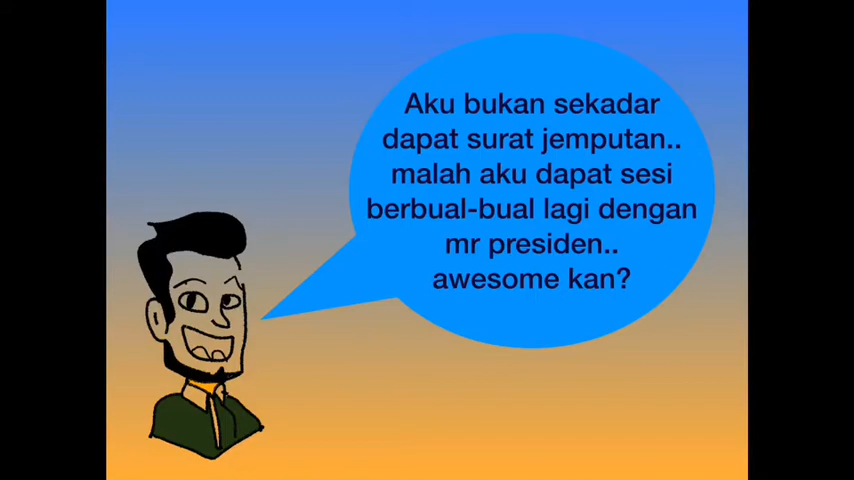 Aku bukan sekadar
dapat surat jemputan..
malah aku dapat sesi
berbual-bual lagi dengan
mr presiden..
awesome kan?